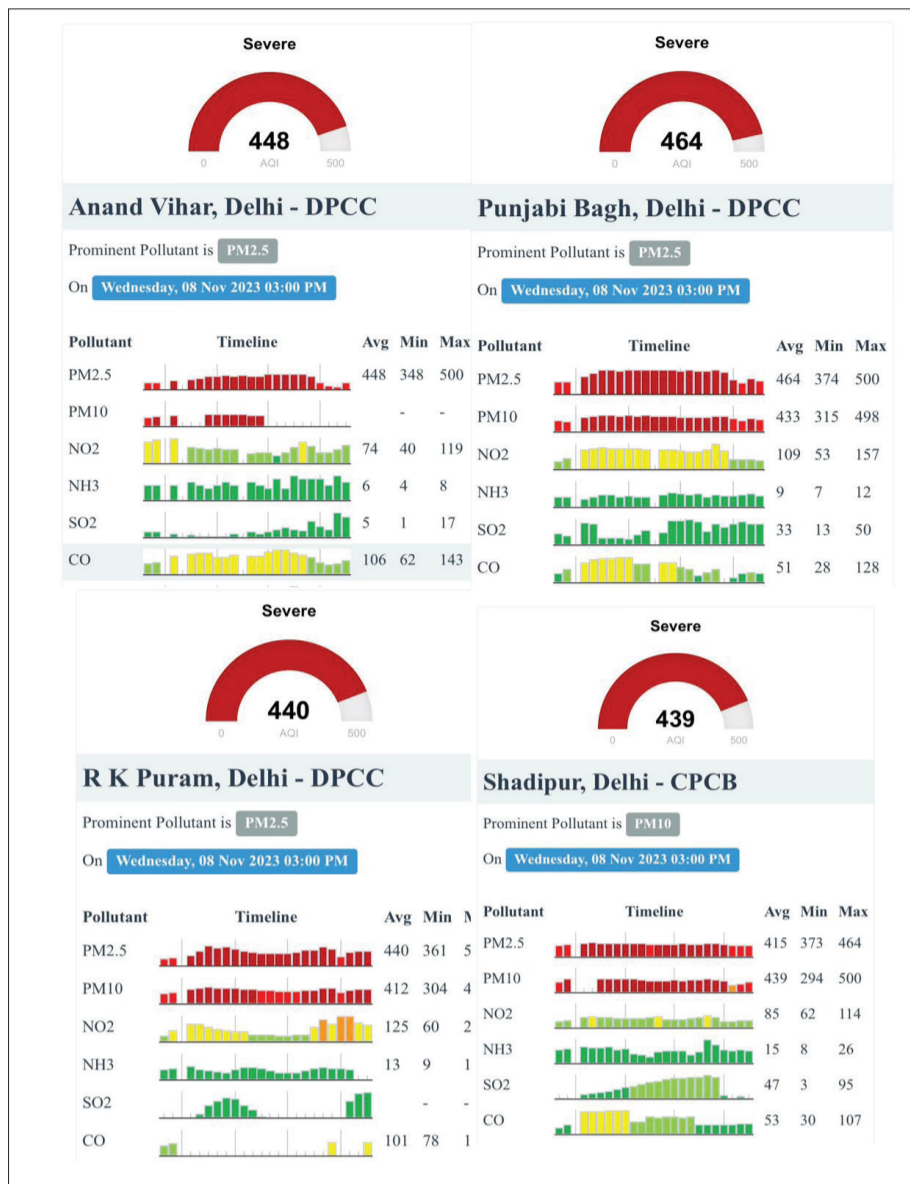 Severe
448
0 AQI 500
Anand Vihar, Delhi - DPCC
Prominent Pollutant is PM2.5
On Wednesday, 08 Nov 2023 03:00 PM
Pollutant Timeline Avg Min Max
PM2.5 448 348 500
PM10 - -
NO2 74 40 119
NH3 6 4 8
SO2 5 1 17
CO 106 62 143
Severe
464
0 AQI 500
Punjabi Bagh, Delhi - DPCC
Prominent Pollutant is PM2.5
On Wednesday, 08 Nov 2023 03:00 PM
Pollutant Timeline Avg Min Max
PM2.5 464 374 500
PM10 433 315 498
NO2 109 53 157
NH3 9 7 12
SO2 33 13 50
CO 51 28 128
Severe
440
0 AQI 500
R K Puram, Delhi - DPCC
Prominent Pollutant is PM2.5
On Wednesday, 08 Nov 2023 03:00 PM
Pollutant Timeline Avg Min M
PM2.5 440 361 5
PM10 412 304 4
NO2 125 60 2
NH3 13 9 1
SO2 - -
CO 101 78 1
Severe
439
0 AQI 500
Shadipur, Delhi - CPCB
Prominent Pollutant is PM10
On Wednesday, 08 Nov 2023 03:00 PM
Pollutant Timeline Avg Min Max
PM2.5 415 373 464
PM10 439 294 500
NO2 85 62 114
NH3 15 8 26
SO2 47 3 95
CO 53 30 107